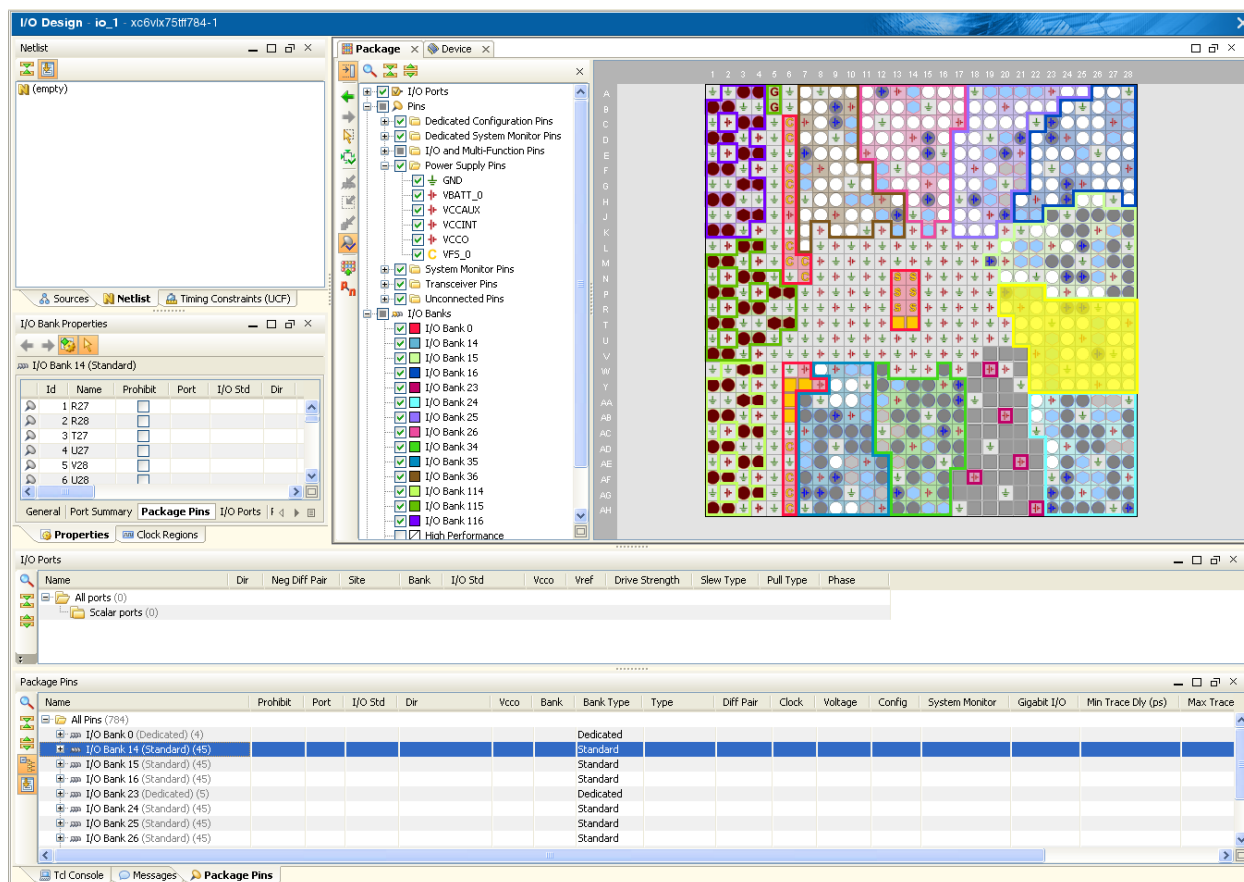 I/O Design - io_1 - xc6vlx75tff784-1
Netlist
(empty)
Sources Netlist Timing Constraints (UCF)
I/O Bank Properties
I/O Bank 14 (Standard)
Id Name Prohibit Port I/O Std Dir
1 R27
2 R28
3 T27
4 U27
5 V28
6 U28
General Port Summary Package Pins I/O Ports
Properties Clock Regions
Package Device
I/O Ports
Pins
Dedicated Configuration Pins
Dedicated System Monitor Pins
I/O and Multi-Function Pins
Power Supply Pins
GND
VBATT_0
VCCAUX
VCCINT
VCCO
C VFS_0
System Monitor Pins
Transceiver Pins
Unconnected Pins
I/O Banks
I/O Bank 0
I/O Bank 14
I/O Bank 15
I/O Bank 16
I/O Bank 23
I/O Bank 24
I/O Bank 25
I/O Bank 26
I/O Bank 34
I/O Bank 35
I/O Bank 36
I/O Bank 114
I/O Bank 115
I/O Bank 116
High Performance
1 2 3 4 5 6 7 8 9 10 11 12 13 14 15 16 17 18 19 20 21 22 23 24 25 26 27 28
A
B
C
D
E
F
G
H
J
K
L
M
N
P
R
T
U
V
W
Y
AA
AB
AC
AD
AE
AF
AG
AH
I/O Ports
Name Dir Neg Diff Pair Site Bank I/O Std Vcco Vref Drive Strength Slew Type Pull Type Phase
All ports (0)
Scalar ports (0)
Package Pins
Name Prohibit Port I/O Std Dir Vcco Bank Bank Type Type Diff Pair Clock Voltage Config System Monitor Gigabit I/O Min Trace Dly (ps) Max Trace
All Pins (784)
I/O Bank 0 (Dedicated) (4) Dedicated
I/O Bank 14 (Standard) (45) Standard
I/O Bank 15 (Standard) (45) Standard
I/O Bank 16 (Standard) (45) Standard
I/O Bank 23 (Dedicated) (5) Dedicated
I/O Bank 24 (Standard) (45) Standard
I/O Bank 25 (Standard) (45) Standard
I/O Bank 26 (Standard) (45) Standard
Tcl Console Messages Package Pins